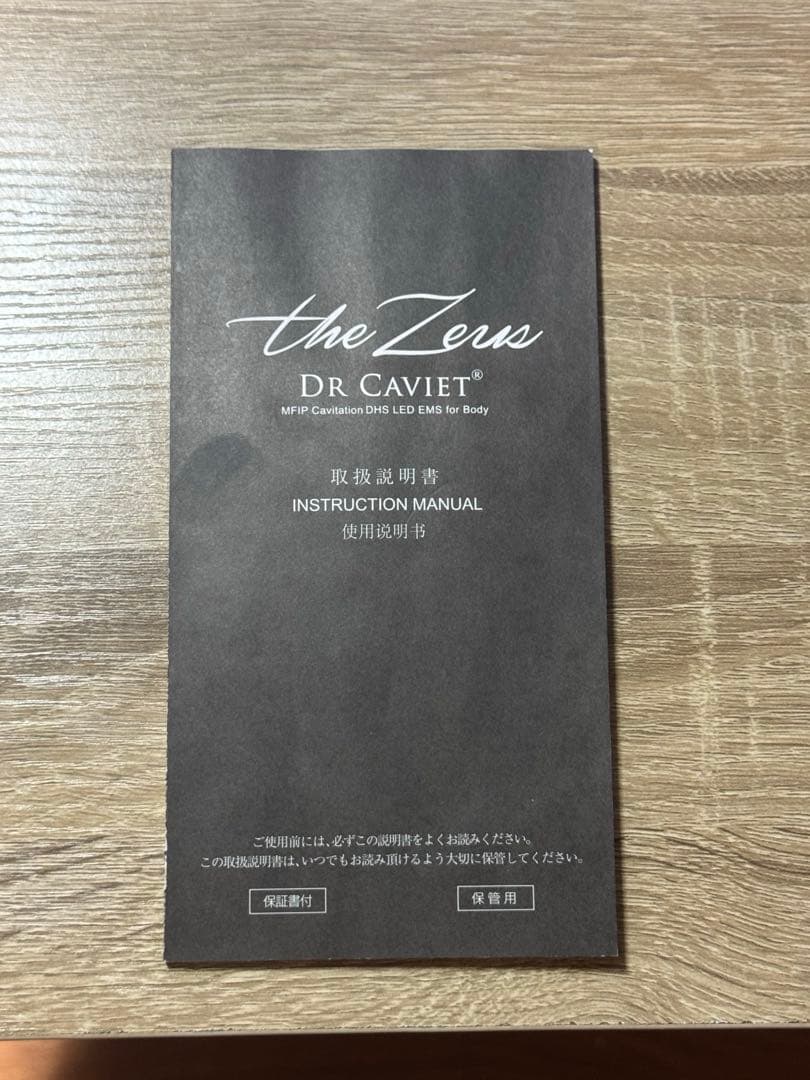 the Zeus
DR CAVIET®
MFIP Cavitation DHS LED EMS for Body
取扱説明書
INSTRUCTION MANUAL
使用说明书
ご使用前には、必ずこの説明書をよくお読みください。
この取扱説明書は、いつでもお読み頂けるよう大切に保管してください。
保証書付
保管用